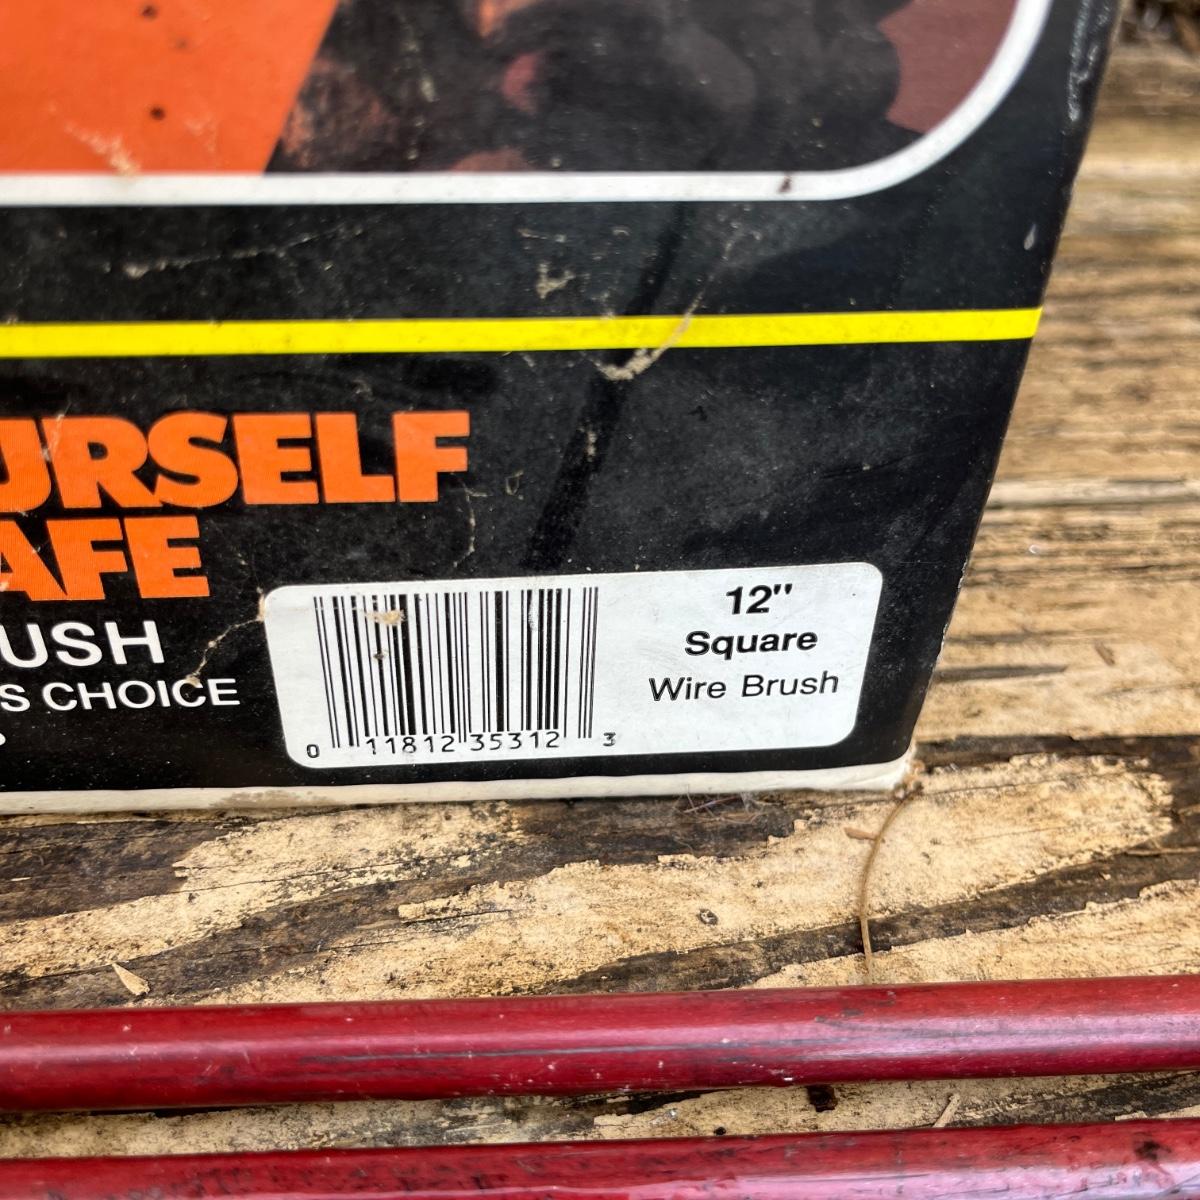 URSELF
AFE
USH
S CHOICE
12"
Square
Wire Brush
0 11812 35312 3